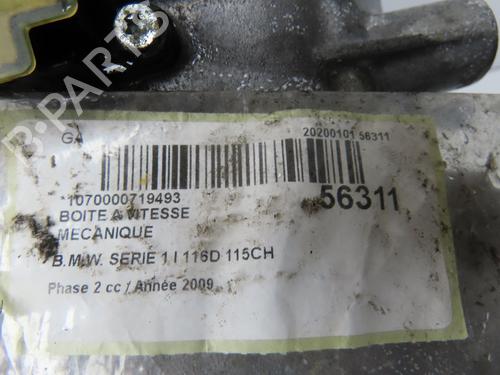 B-PARTS
GA
20200101 56311
1070000719493
56311
BOITE A VITESSE
MECANIQUE
B.M.W. SERIE 1 I 116D 115CH
Phase 2 cc / Année 2009